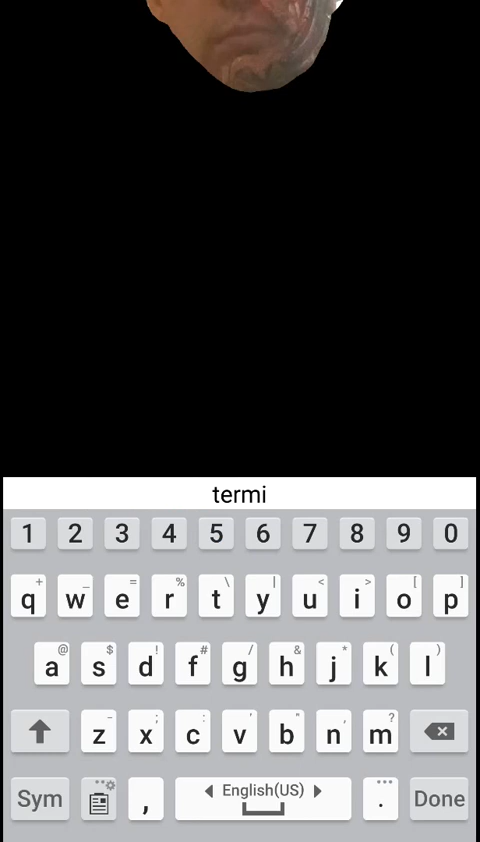 termi
1 2 3 4 5 6 7 8 9 0
+ _ = % \ | < > [ ]
q w e r t y u i o p
@ $ ! # / & * ( )
a s d f g h j k l
- ; : ' " , ?
z x c v b n m
Sym , English(US) . Done